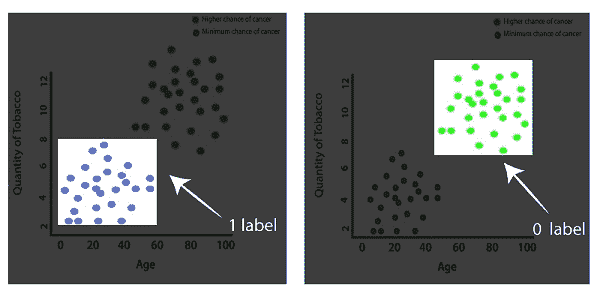 Higher chance of cancer
Minimum chance of cancer
Quantity of Tobacco
12
10
8
6
4
2
0 20 40 60 80 100
Age
1 label
Higher chance of cancer
Minimum chance of cancer
Quantity of Tobacco
12
10
8
6
4
2
0 20 40 60 80 100
Age
0 label